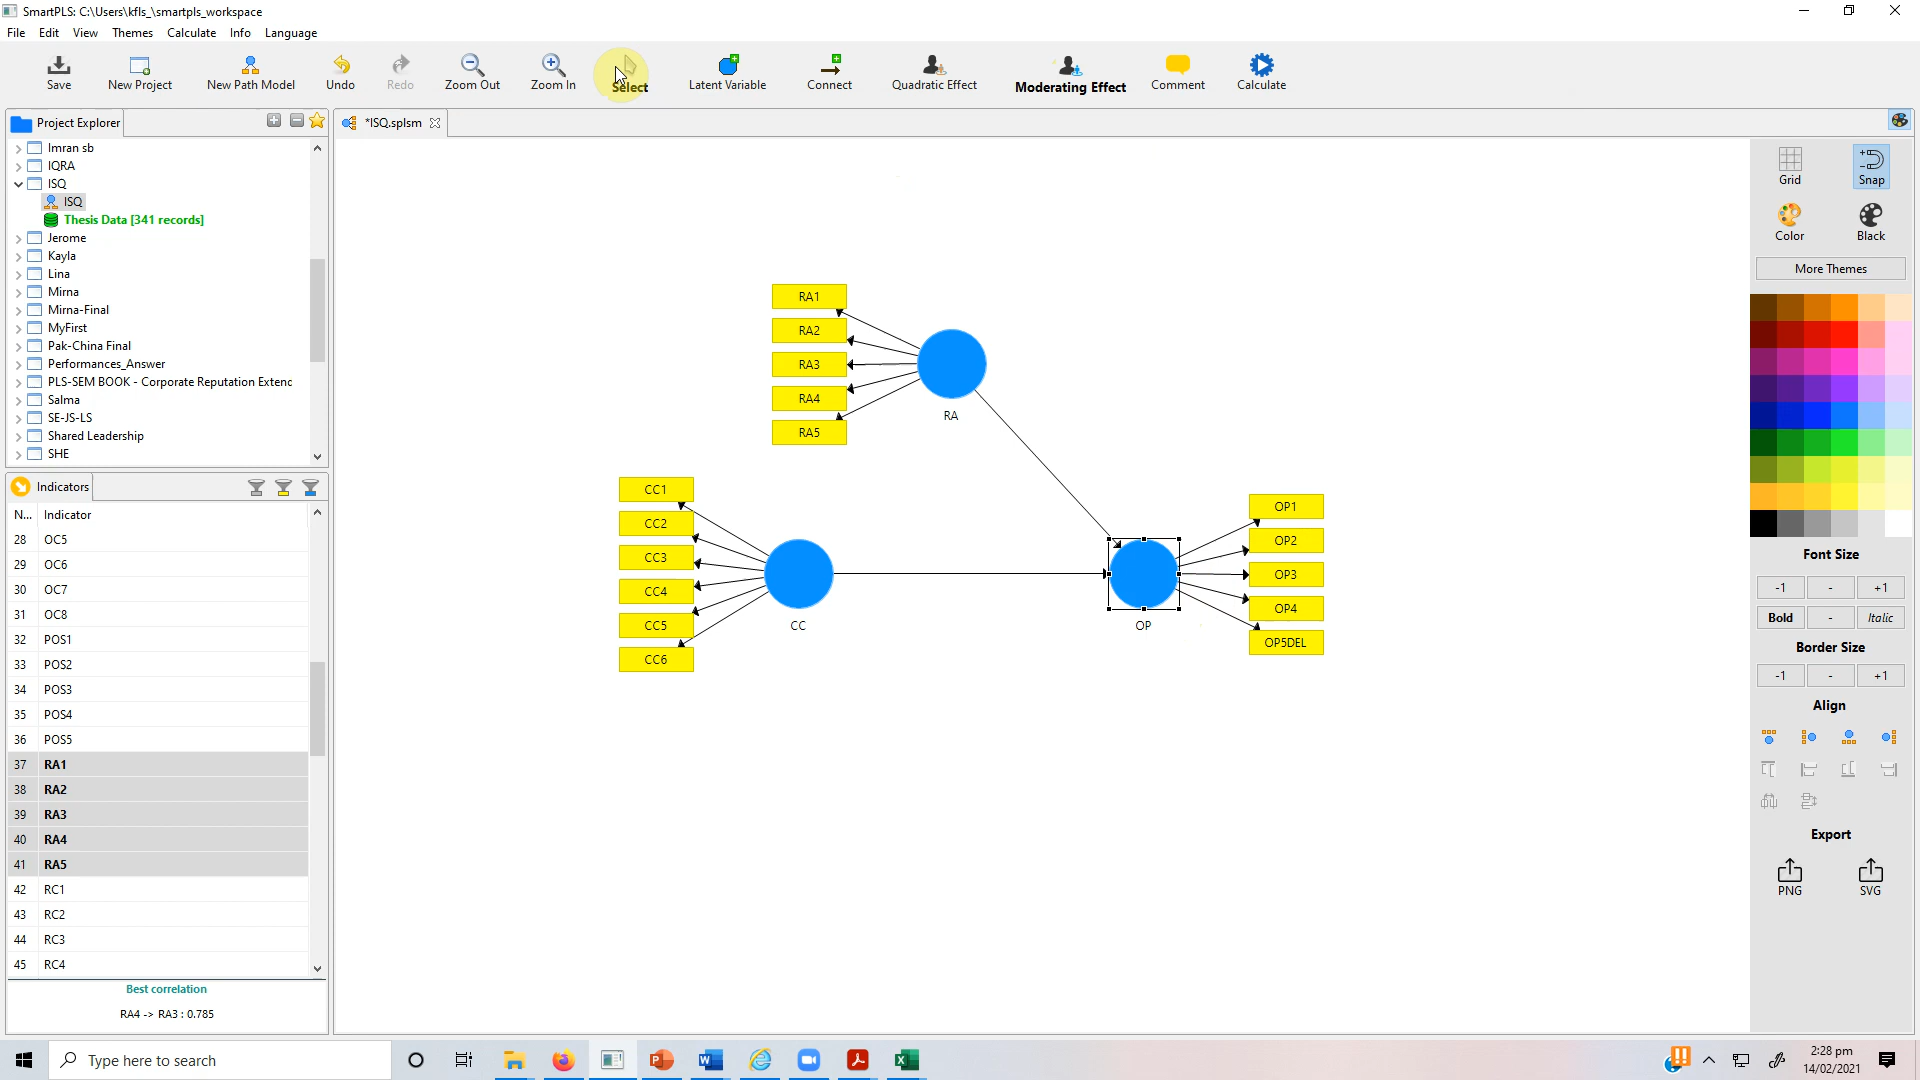 SmartPLS: C:\Users\kfls_\smartpls_workspace
File Edit View Themes Calculate Info Language
Save New Project New Path Model Undo Redo Zoom Out Zoom In Select Latent Variable Connect Quadratic Effect Moderating Effect Comment Calculate
Project Explorer
Imran sb
IQRA
ISQ
ISQ
Thesis Data [341 records]
Jerome
Kayla
Lina
Mirna
Mirna-Final
MyFirst
Pak-China Final
Performances_Answer
PLS-SEM BOOK - Corporate Reputation Extenc
Salma
SE-JS-LS
Shared Leadership
SHE
Indicators
N... Indicator
28 OC5
29 OC6
30 OC7
31 OC8
32 POS1
33 POS2
34 POS3
35 POS4
36 POS5
37 RA1
38 RA2
39 RA3
40 RA4
41 RA5
42 RC1
43 RC2
44 RC3
45 RC4
Best correlation
RA4 -> RA3 : 0.785
*ISQ.splsm
RA1
RA2
RA3
RA4
RA5
RA
CC1
CC2
CC3
CC4
CC5
CC6
CC
OP1
OP2
OP3
OP4
OP5DEL
OP
Grid Snap
Color Black
More Themes
Font Size
-1 - +1
Bold - Italic
Border Size
-1 - +1
Align
Export
PNG SVG
Type here to search
2:28 pm
14/02/2021